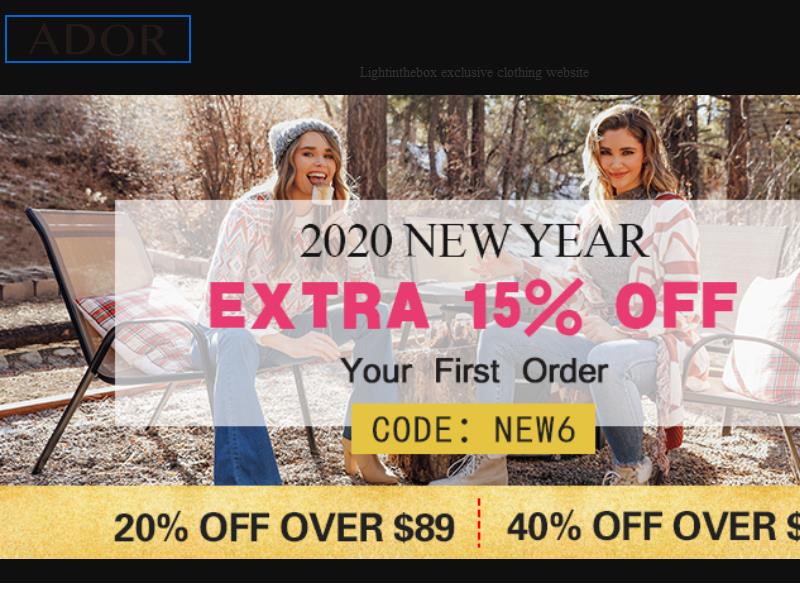 ADOR
Lightinthebox exclusive clothing website
2020 NEW YEAR
EXTRA 15% OFF
Your First Order
CODE: NEW6
20% OFF OVER $89
40% OFF OVER $